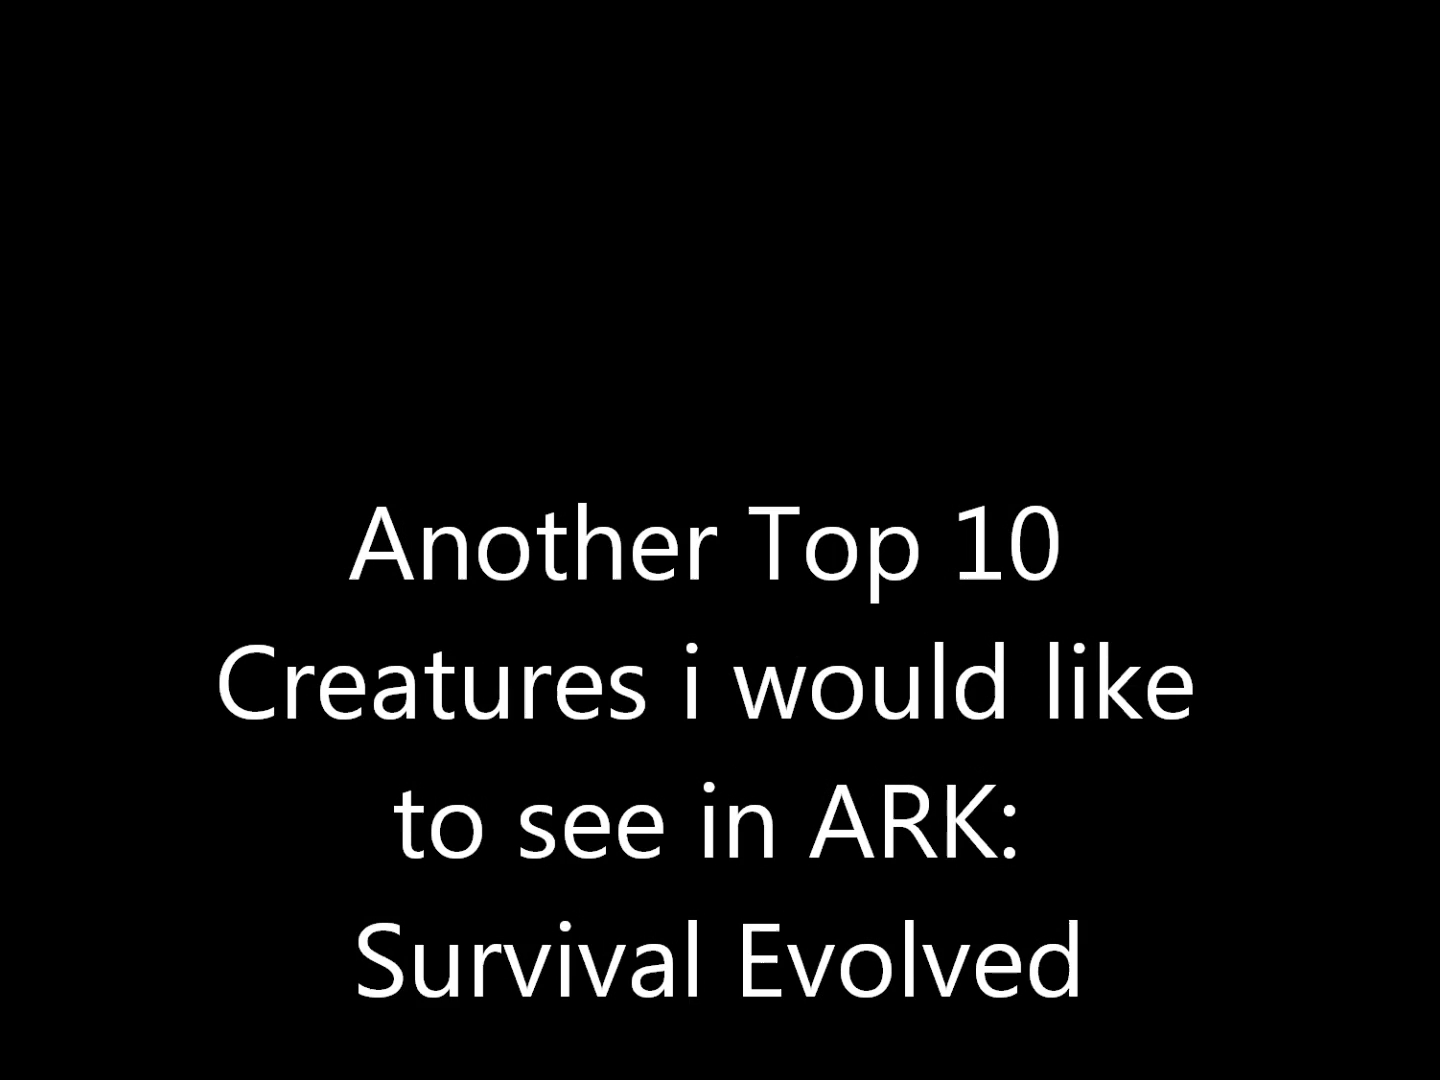 Another Top 10
Creatures i would like
to see in ARK:
Survival Evolved